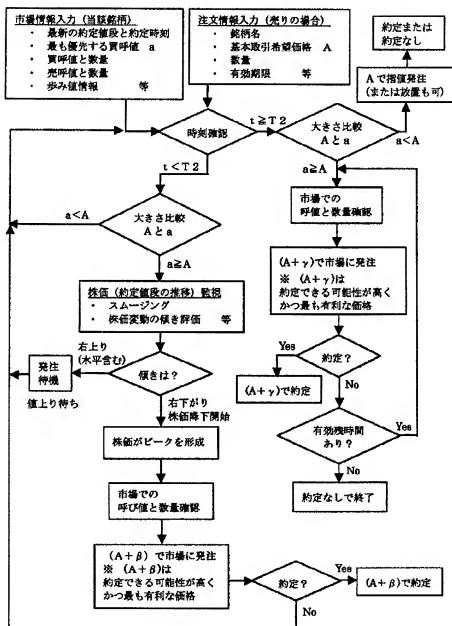 市場情報入力（当該銘柄）
・ 最新の約定値段と約定時刻
・ 最も優先する買呼値 a
・ 買呼値と数量
・ 売呼値と数量
・ 歩み値情報 等
注文情報入力（売りの場合）
・ 銘柄名
・ 基本取引希望価格 A
・ 数量
・ 有効期限 等
約定または
約定なし
Aで指値発注
（または放置も可）
時刻確認
t≧T2
大きさ比較
Aとa
a<A
t<T2
a≧A
a<A
大きさ比較
Aとa
市場での
呼値と数量確認
a≧A
株価（約定値段の推移）監視
・ スムージング
・ 株価変動の傾き評価 等
（A+γ）で市場に発注
※ （A+γ）は
約定できる可能性が高く
かつ最も有利な価格
右上り
（水平含む）
発注
待機
値上り待ち
傾きは？
Yes
約定？
（A+γ）で約定
No
右下がり
株価降下開始
Yes
有効残時間
あり？
株価がピークを形成
No
市場での
呼び値と数量確認
約定なしで終了
（A+β）で市場に発注
※ （A+β）は
約定できる可能性が高く
かつ最も有利な価格
約定？
Yes
（A+β）で約定
No